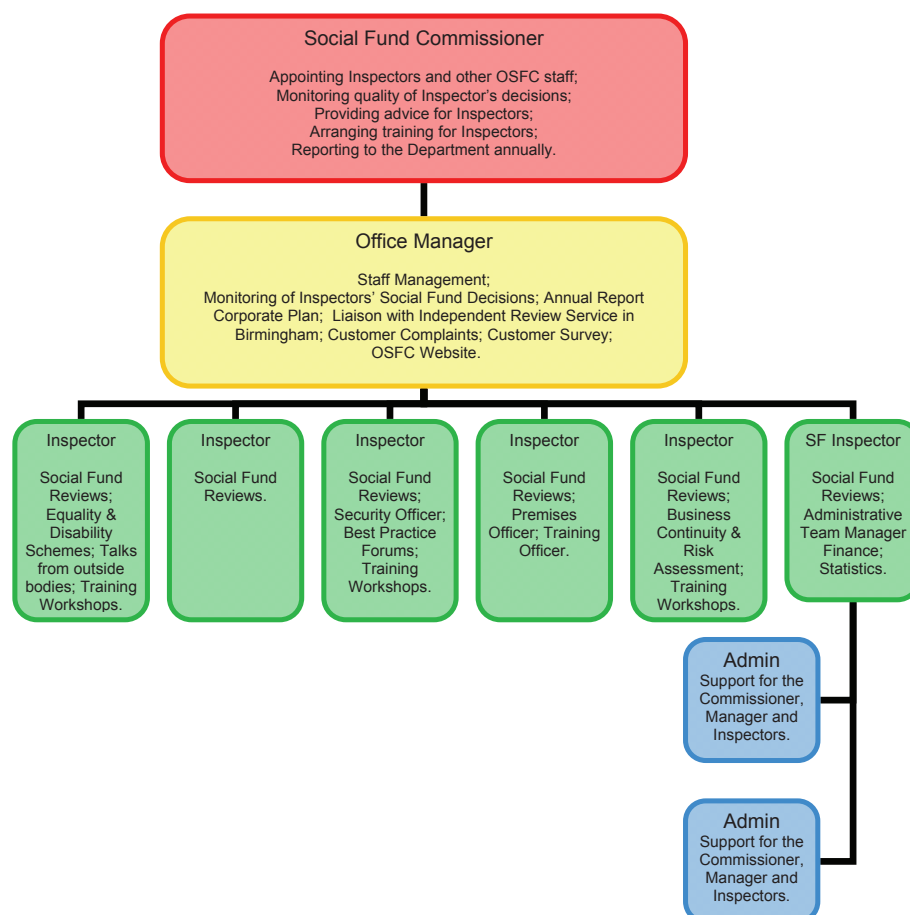 Social Fund Commissioner
Appointing Inspectors and other OSFC staff;
Monitoring quality of Inspector’s decisions;
Providing advice for Inspectors;
Arranging training for Inspectors;
Reporting to the Department annually.
Office Manager
Staff Management;
Monitoring of Inspectors’ Social Fund Decisions; Annual Report
Corporate Plan; Liaison with Independent Review Service in
Birmingham; Customer Complaints; Customer Survey;
OSFC Website.
Inspector
Social Fund
Reviews;
Equality &
Disability
Schemes; Talks
from outside
bodies; Training
Workshops.
Inspector
Social Fund
Reviews.
Inspector
Social Fund
Reviews;
Security Officer;
Best Practice
Forums;
Training
Workshops.
Inspector
Social Fund
Reviews;
Premises
Officer; Training
Officer.
Inspector
Social Fund
Reviews;
Business
Continuity &
Risk
Assessment;
Training
Workshops.
SF Inspector
Social Fund
Reviews;
Administrative
Team Manager
Finance;
Statistics.
Admin
Support for the
Commissioner,
Manager and
Inspectors.
Admin
Support for the
Commissioner,
Manager and
Inspectors.